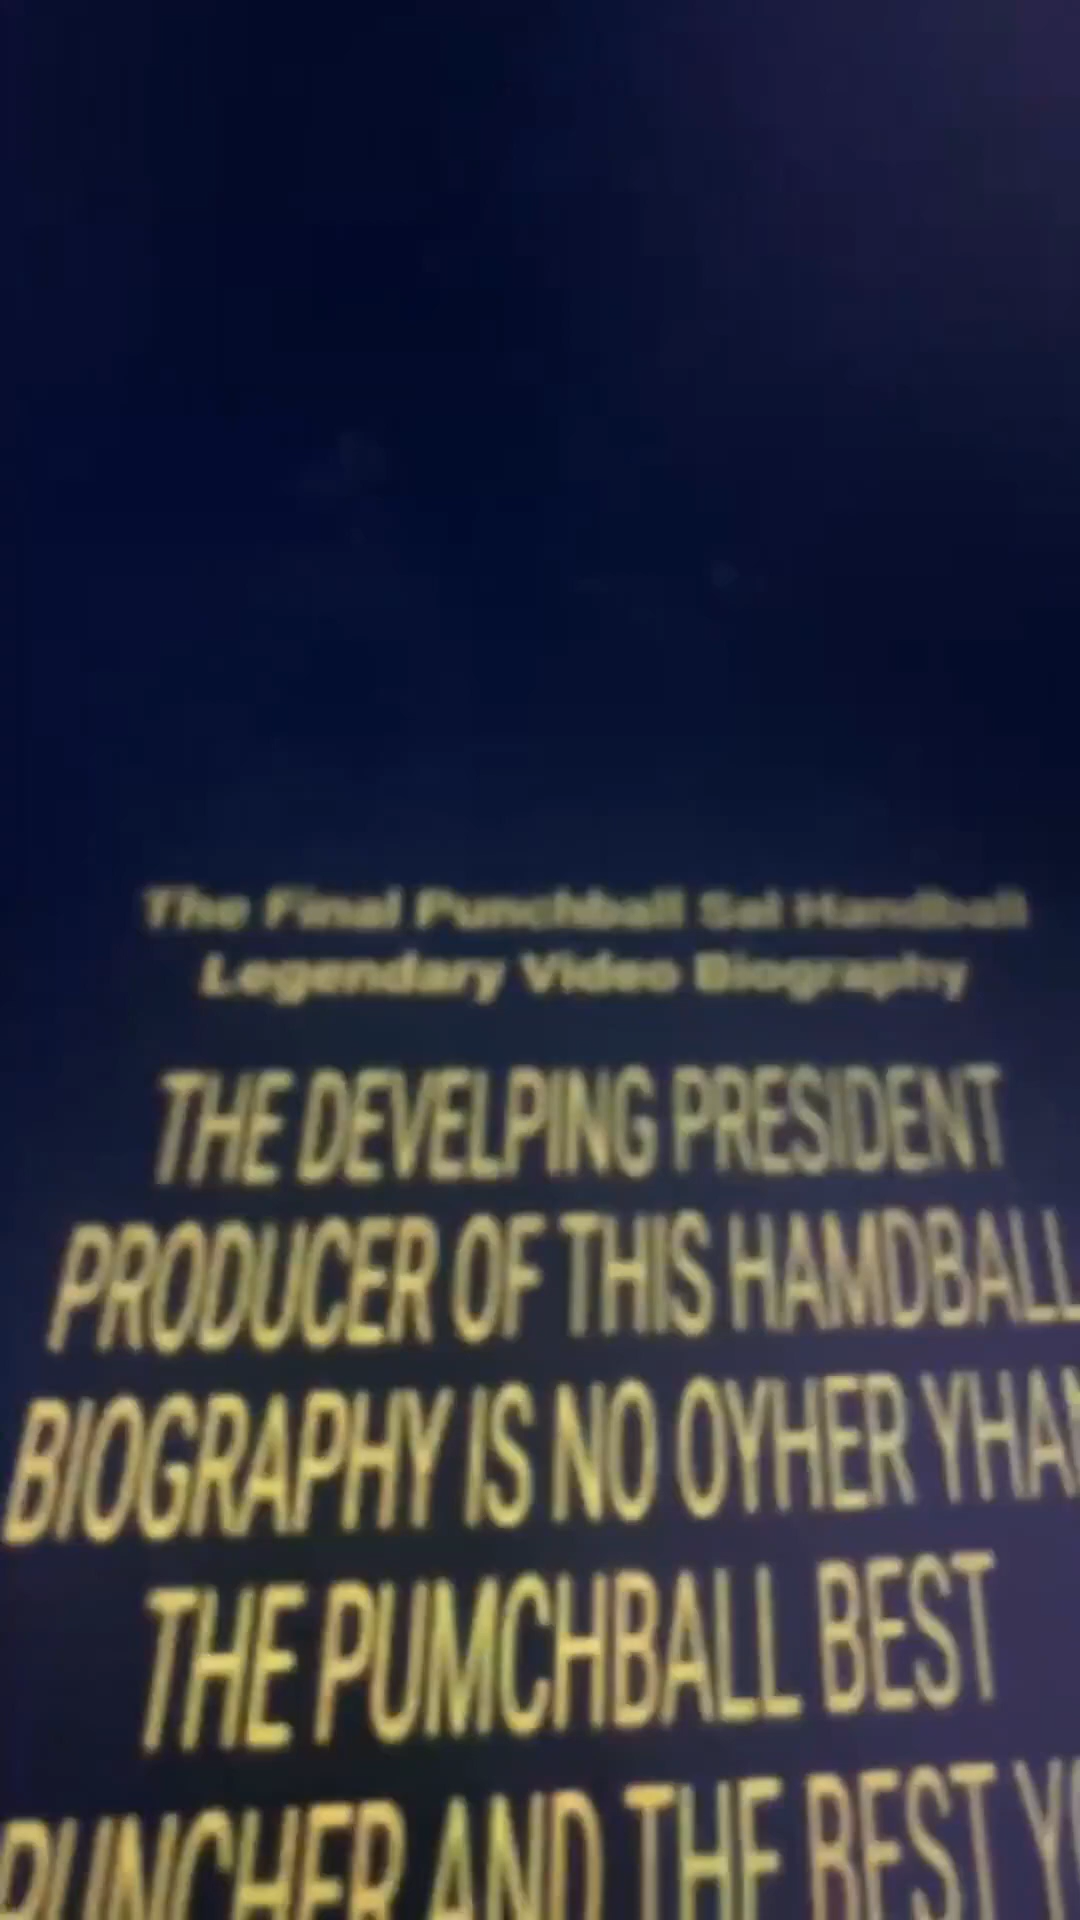 The Final Punchball Sal Handball
Legendary Video Biography
THE DEVELPING PRESIDENT
PRODUCER OF THIS HAMDBALL
BIOGRAPHY IS NO OYHER YHAN
THE PUMCHBALL BEST
PUNCHER AND THE BEST